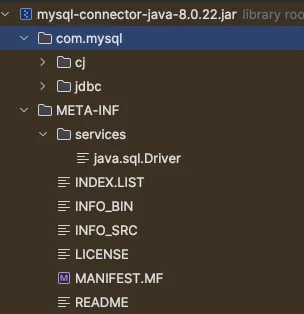 mysql-connector-java-8.0.22.jar library roo
com.mysql
cj
jdbc
META-INF
services
java.sql.Driver
INDEX.LIST
INFO_BIN
INFO_SRC
LICENSE
MANIFEST.MF
README